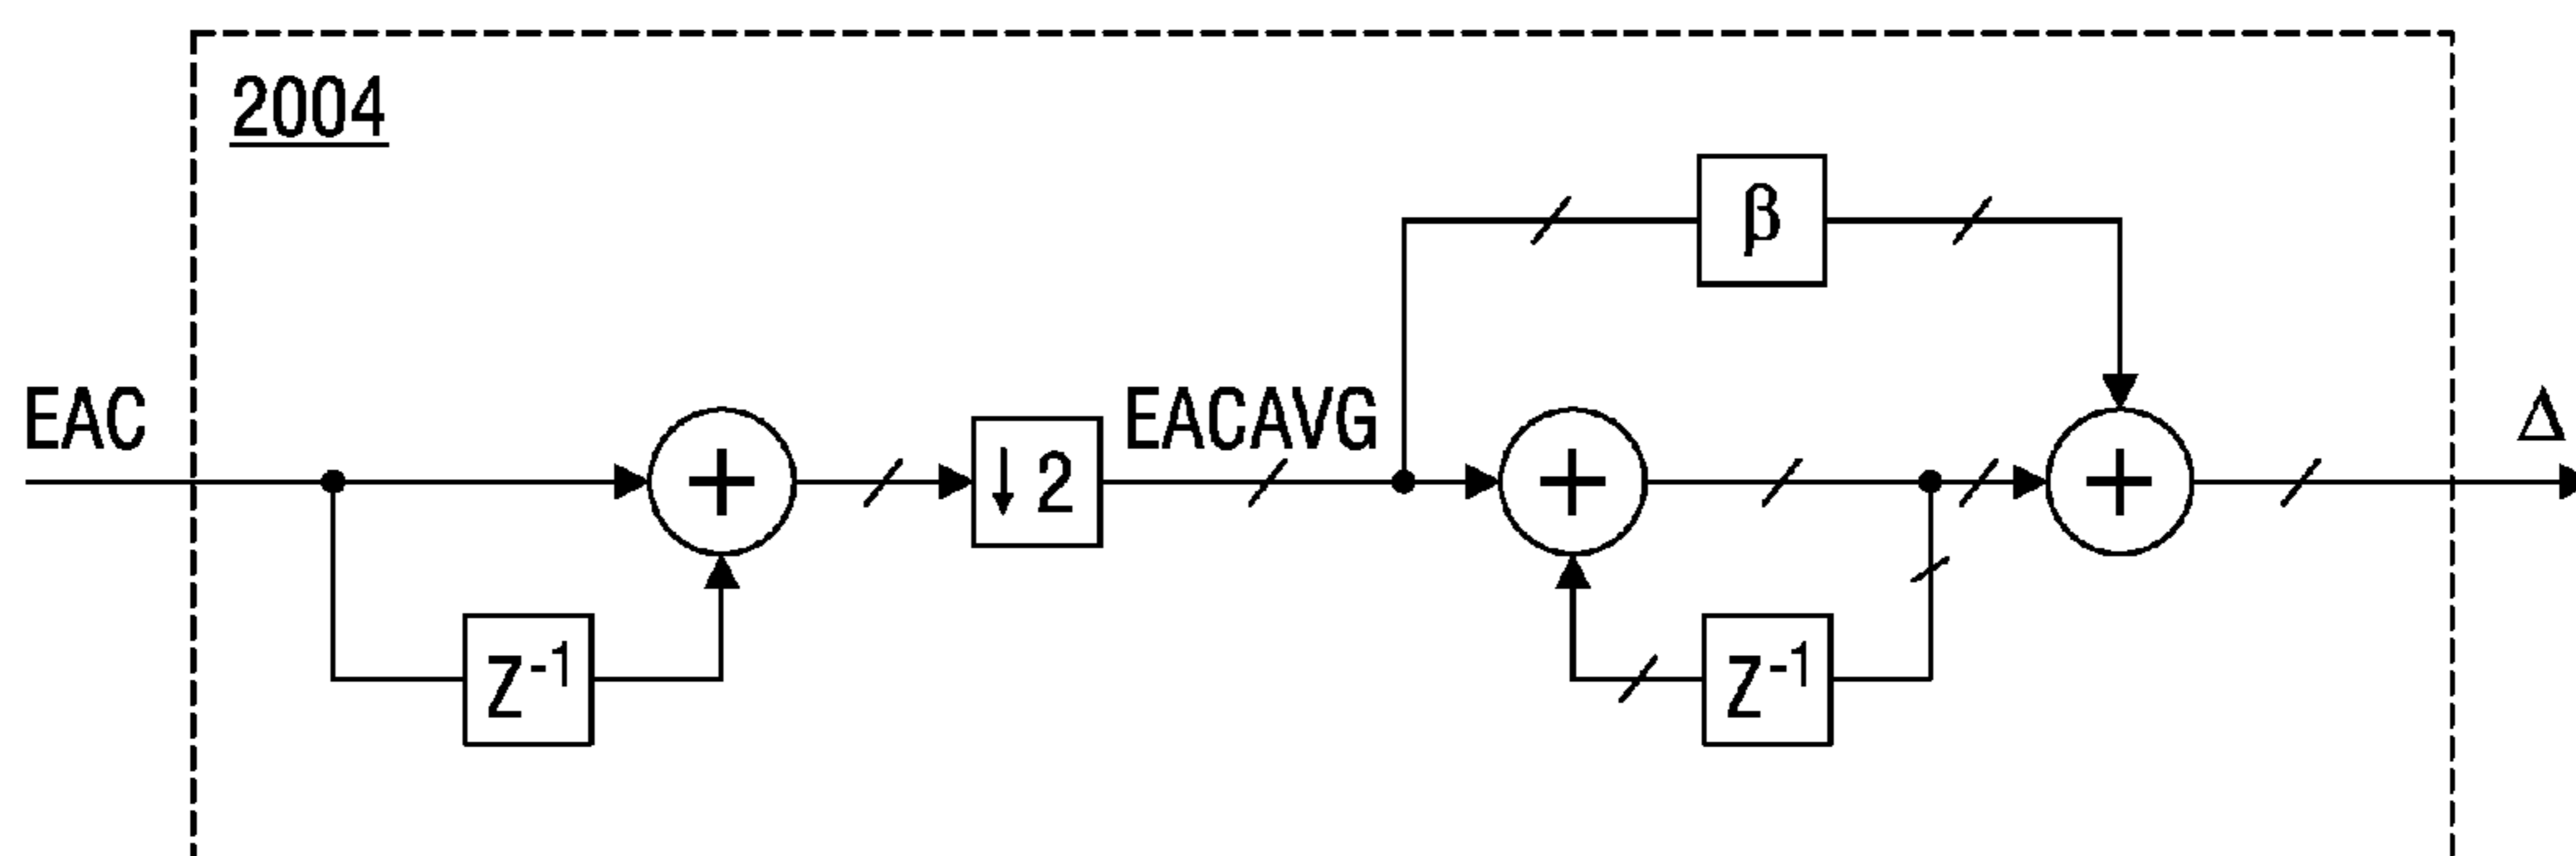 2004
β
EAC
+
↓2
EACAVG
+
+
Δ
Z⁻¹
Z⁻¹